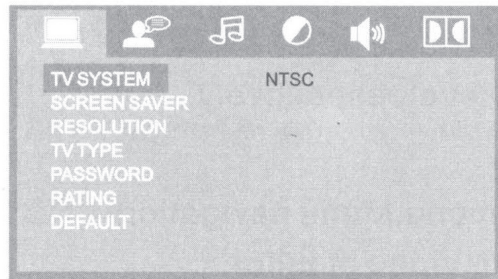 TV SYSTEM NTSC
SCREEN SAVER
RESOLUTION
TV TYPE
PASSWORD
RATING
DEFAULT